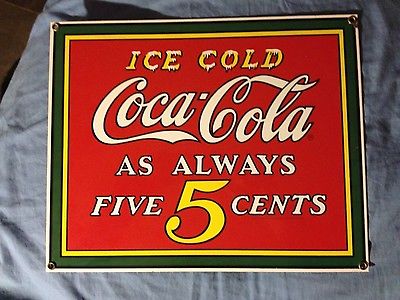 ICE COLD
Coca-Cola
AS ALWAYS
FIVE 5 CENTS